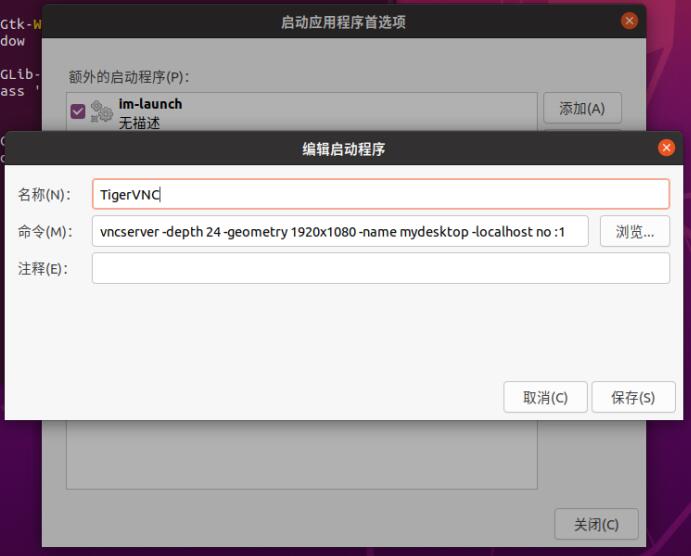 Gtk-W
启动应用程序首选项
dow
GLib-
额外的启动程序(P)：
ass '
im-launch
添加(A)
无描述
编辑启动程序
名称(N)：
TigerVNC
命令(M)：
vncserver -depth 24 -geometry 1920x1080 -name mydesktop -localhost no :1
浏览...
注释(E)：
取消(C)
保存(S)
关闭(C)